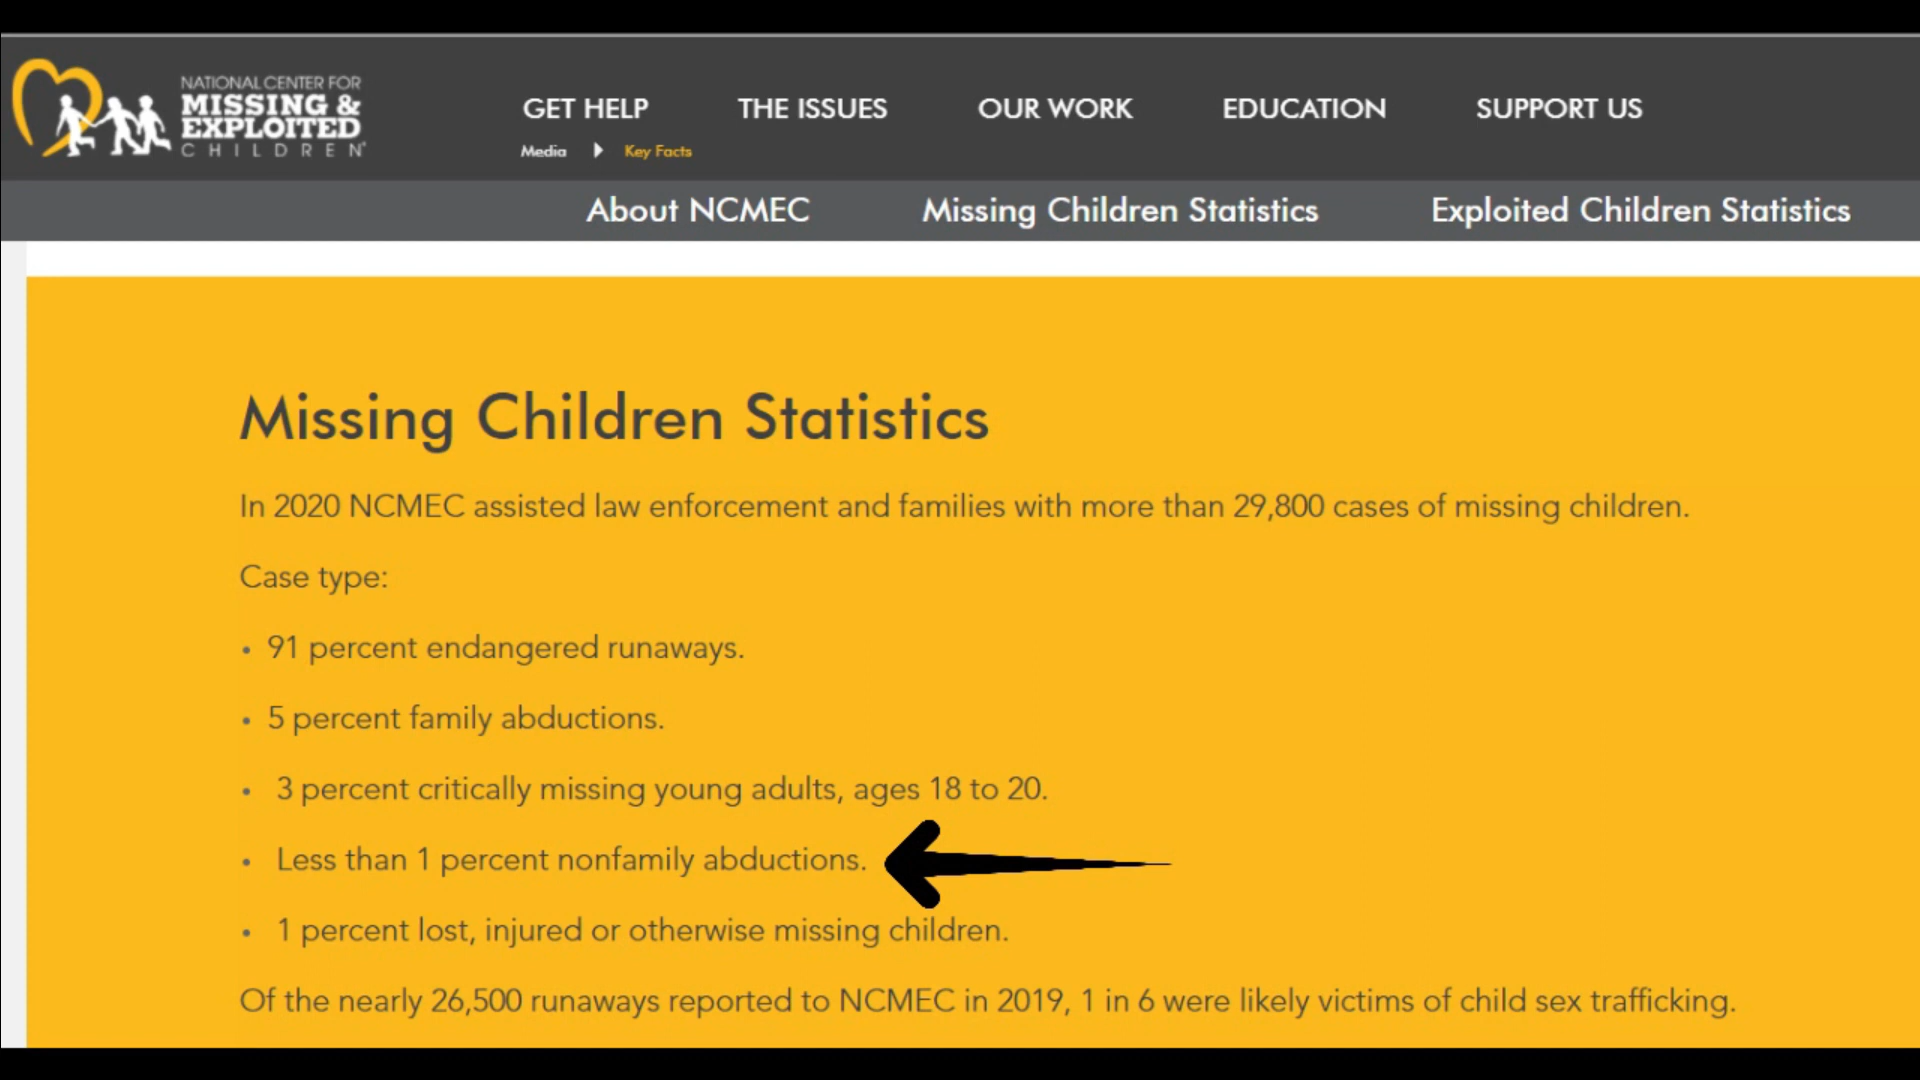 NATIONAL CENTER FOR
MISSING &
EXPLOITED
CHILDREN®
GET HELP THE ISSUES OUR WORK EDUCATION SUPPORT US
Media Key Facts
About NCMEC Missing Children Statistics Exploited Children Statistics
Missing Children Statistics
In 2020 NCMEC assisted law enforcement and families with more than 29,800 cases of missing children.
Case type:
• 91 percent endangered runaways.
• 5 percent family abductions.
• 3 percent critically missing young adults, ages 18 to 20.
• Less than 1 percent nonfamily abductions.
• 1 percent lost, injured or otherwise missing children.
Of the nearly 26,500 runaways reported to NCMEC in 2019, 1 in 6 were likely victims of child sex trafficking.